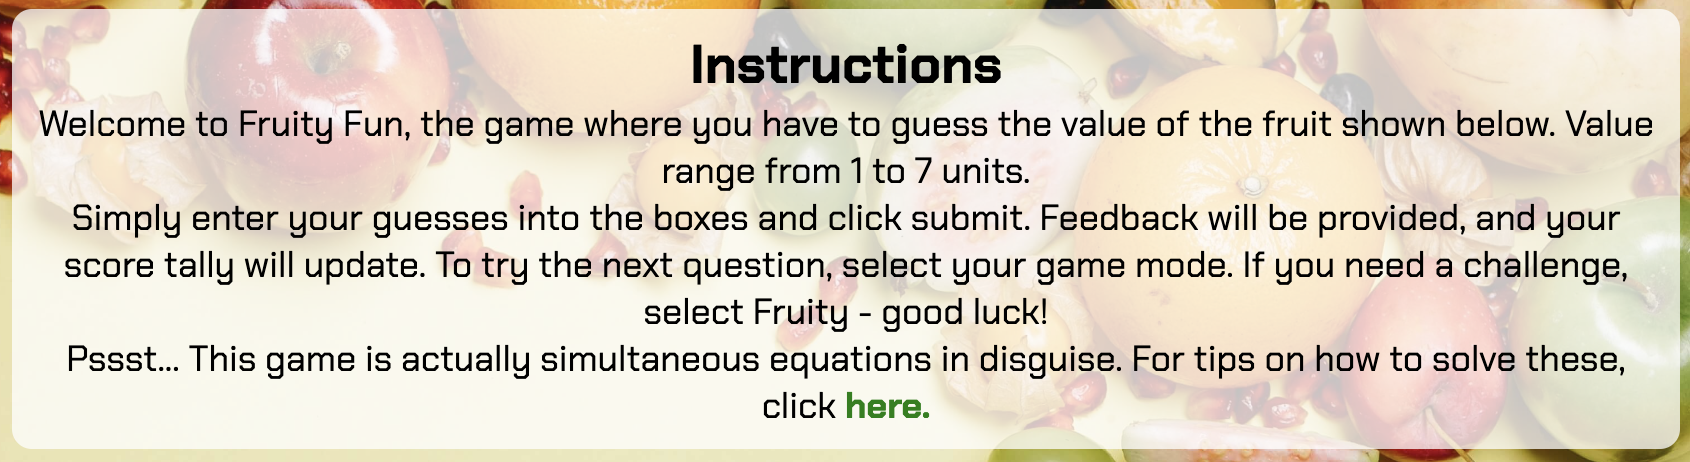 Instructions
Welcome to Fruity Fun, the game where you have to guess the value of the fruit shown below. Value
range from 1 to 7 units.
Simply enter your guesses into the boxes and click submit. Feedback will be provided, and your
score tally will update. To try the next question, select your game mode. If you need a challenge,
select Fruity - good luck!
Pssst... This game is actually simultaneous equations in disguise. For tips on how to solve these,
click here.